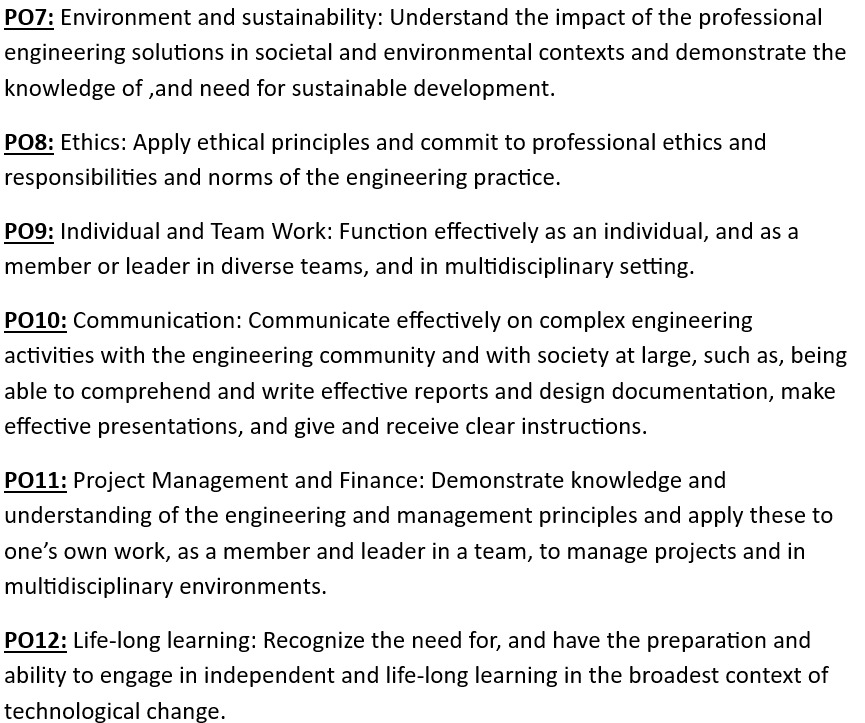 PO7: Environment and sustainability: Understand the impact of the professional
engineering solutions in societal and environmental contexts and demonstrate the
knowledge of ,and need for sustainable development.
PO8: Ethics: Apply ethical principles and commit to professional ethics and
responsibilities and norms of the engineering practice.
PO9: Individual and Team Work: Function effectively as an individual, and as a
member or leader in diverse teams, and in multidisciplinary setting.
PO10: Communication: Communicate effectively on complex engineering
activities with the engineering community and with society at large, such as, being
able to comprehend and write effective reports and design documentation, make
effective presentations, and give and receive clear instructions.
PO11: Project Management and Finance: Demonstrate knowledge and
understanding of the engineering and management principles and apply these to
one’s own work, as a member and leader in a team, to manage projects and in
multidisciplinary environments.
PO12: Life-long learning: Recognize the need for, and have the preparation and
ability to engage in independent and life-long learning in the broadest context of
technological change.